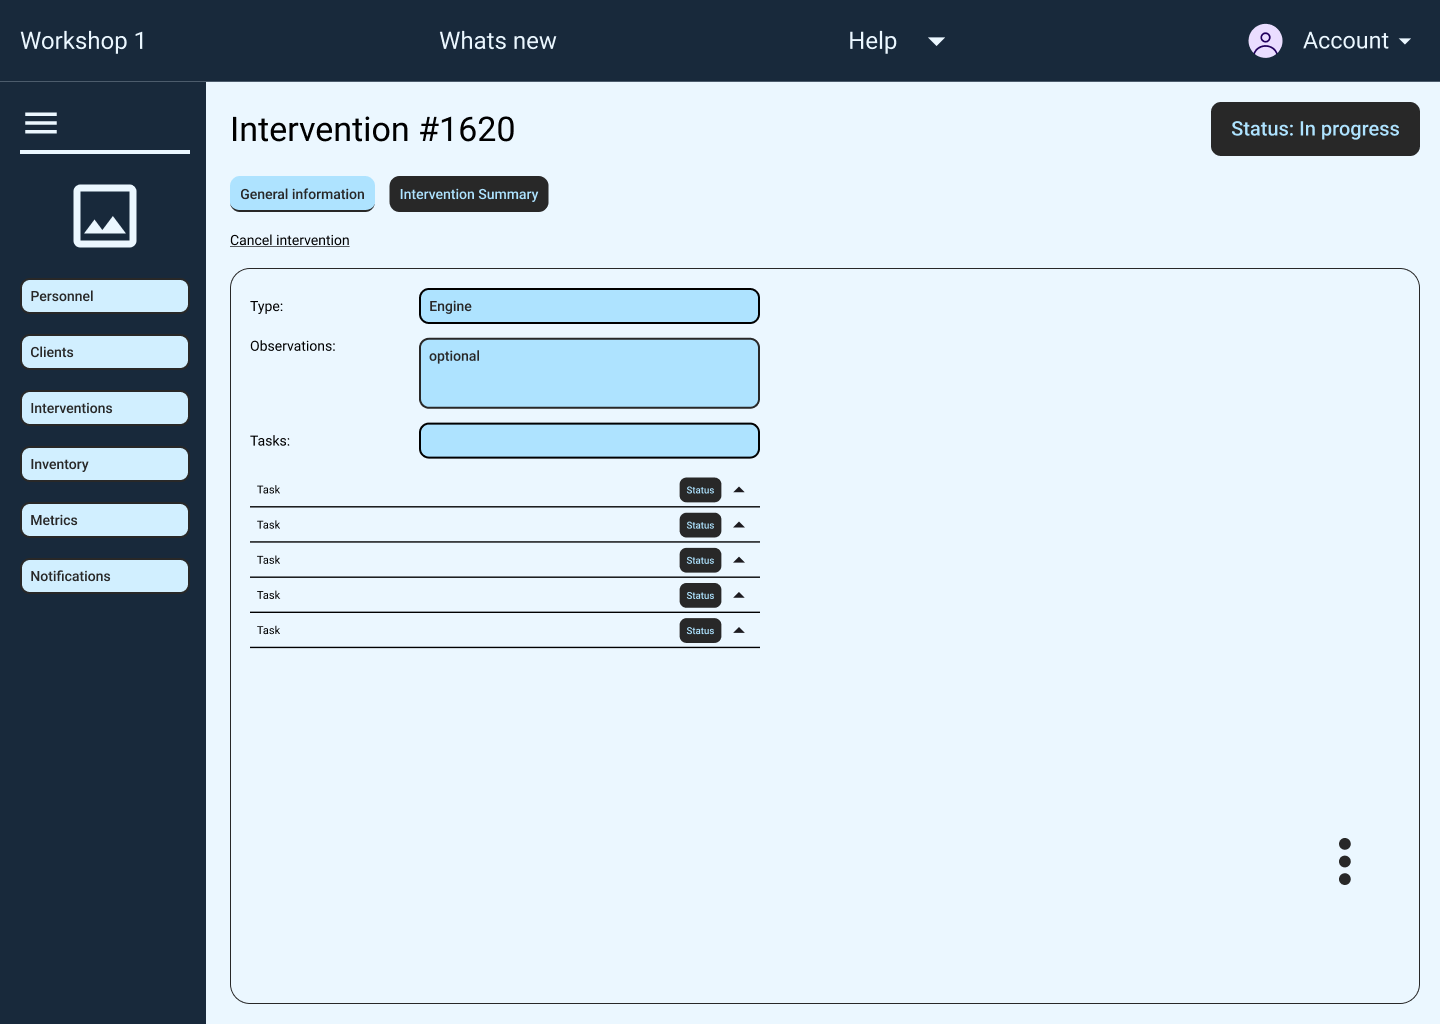 Workshop 1
Whats new
Help
Account
Intervention #1620
Status: In progress
General information
Intervention Summary
Cancel intervention
Personnel
Clients
Interventions
Inventory
Metrics
Notifications
Type:
Engine
Observations:
optional
Tasks:
Task
Status
Task
Status
Task
Status
Task
Status
Task
Status